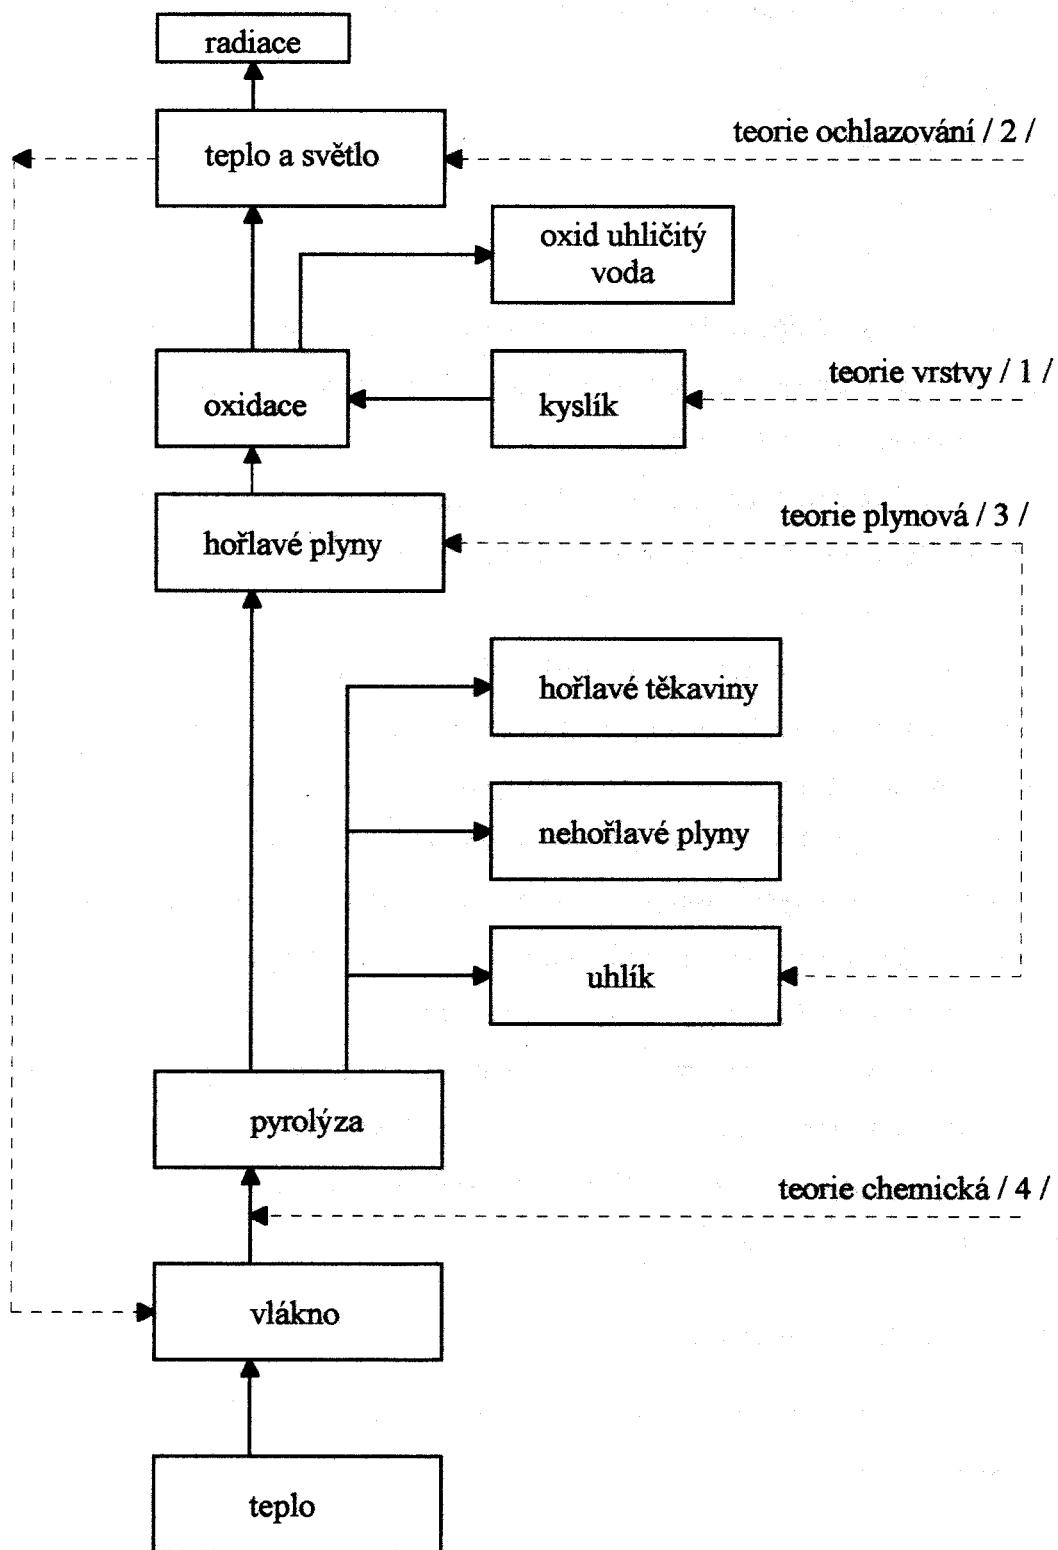 radiace
teorie ochlazování / 2 /
teplo a světlo
oxid uhličitý
voda
teorie vrstvy / 1 /
oxidace
kyslík
teorie plynová / 3 /
hořlavé plyny
hořlavé těkaviny
nehořlavé plyny
uhlík
pyrolýza
teorie chemická / 4 /
vlákno
teplo